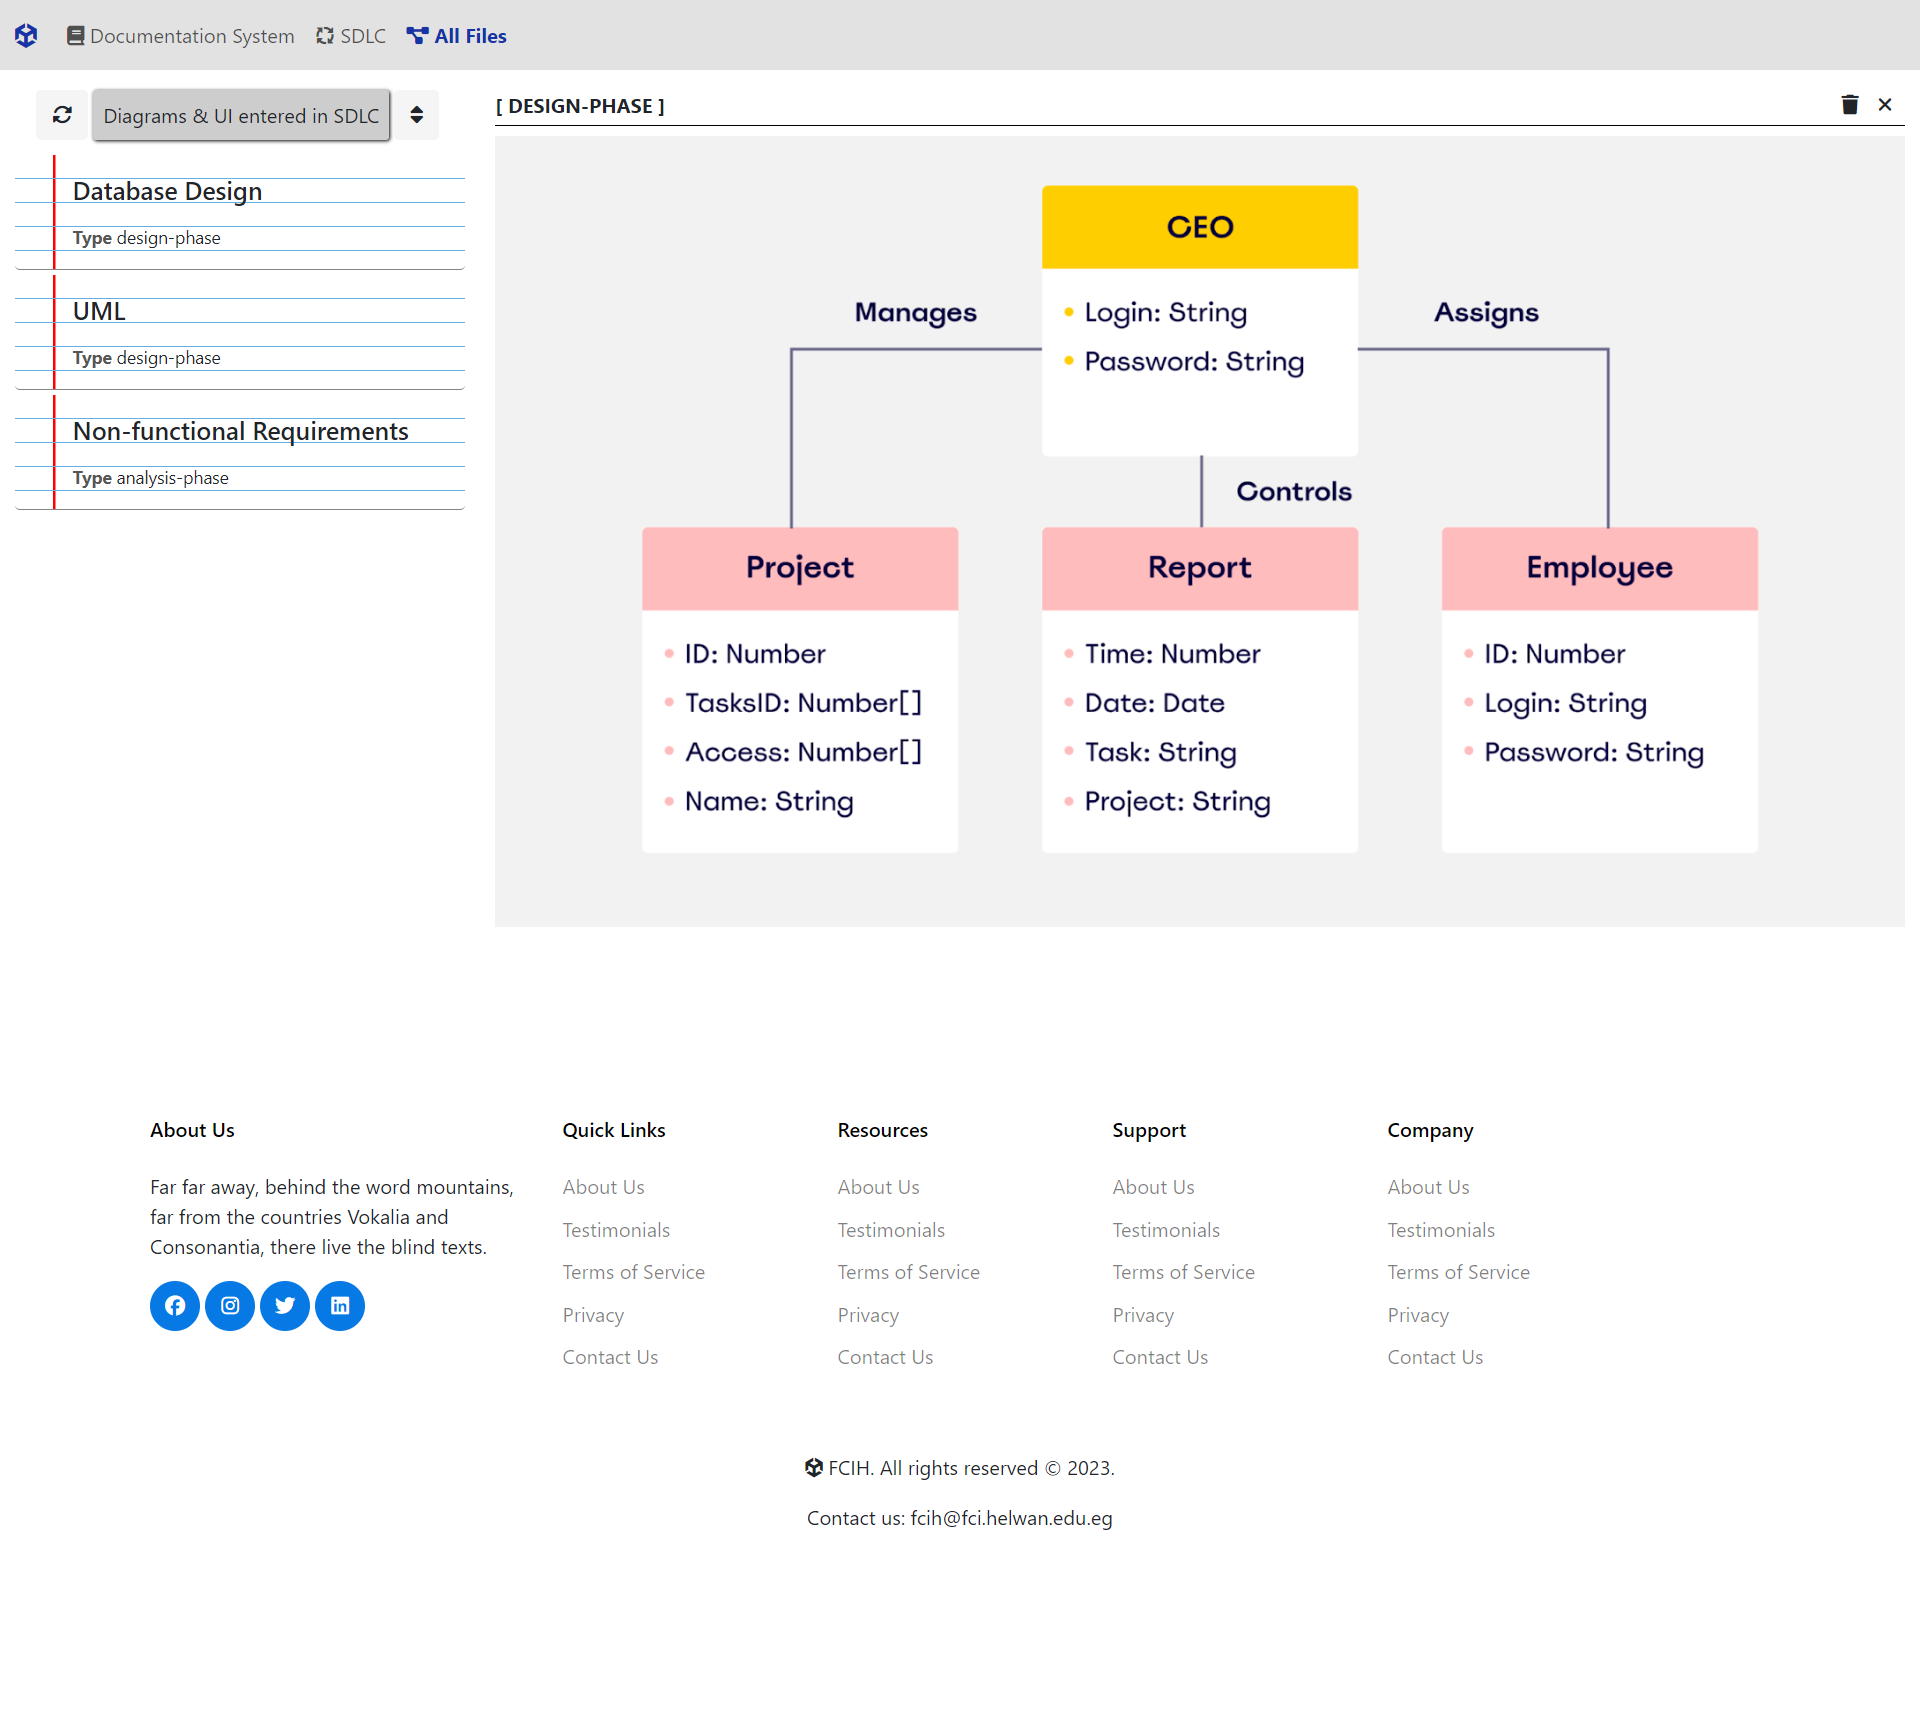 Documentation System SDLC All Files
Diagrams & UI entered in SDLC
Database Design
Type design-phase
UML
Type design-phase
Non-functional Requirements
Type analysis-phase
[ DESIGN-PHASE ]
CEO
Login: String
Password: String
Manages
Assigns
Controls
Project
ID: Number
TasksID: Number[]
Access: Number[]
Name: String
Report
Time: Number
Date: Date
Task: String
Project: String
Employee
ID: Number
Login: String
Password: String
About Us
Far far away, behind the word mountains,
far from the countries Vokalia and
Consonantia, there live the blind texts.
Quick Links
About Us
Testimonials
Terms of Service
Privacy
Contact Us
Resources
About Us
Testimonials
Terms of Service
Privacy
Contact Us
Support
About Us
Testimonials
Terms of Service
Privacy
Contact Us
Company
About Us
Testimonials
Terms of Service
Privacy
Contact Us
FCIH. All rights reserved © 2023.
Contact us: fcih@fci.helwan.edu.eg